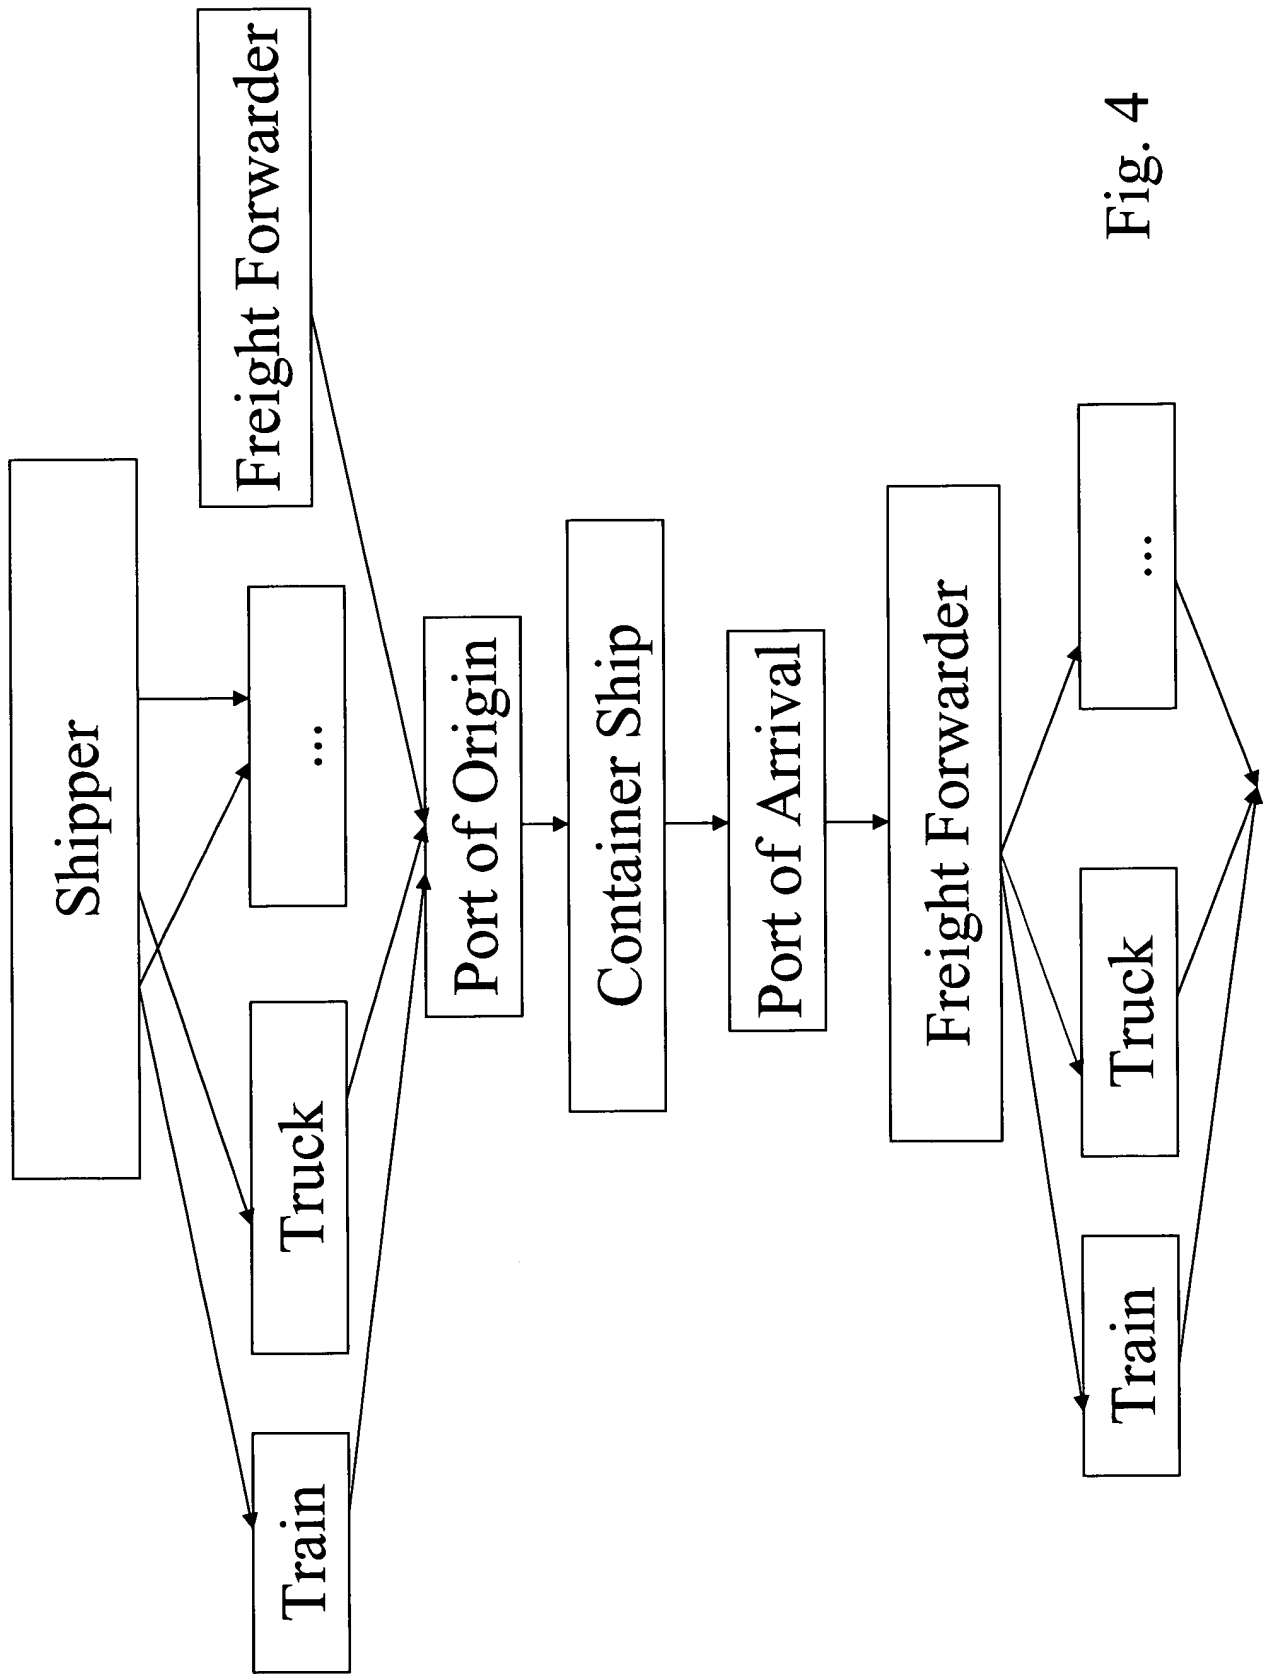 Shipper
Train
Truck
...
Freight Forwarder
Port of Origin
Container Ship
Port of Arrival
Freight Forwarder
Train
Truck
...
Fig. 4